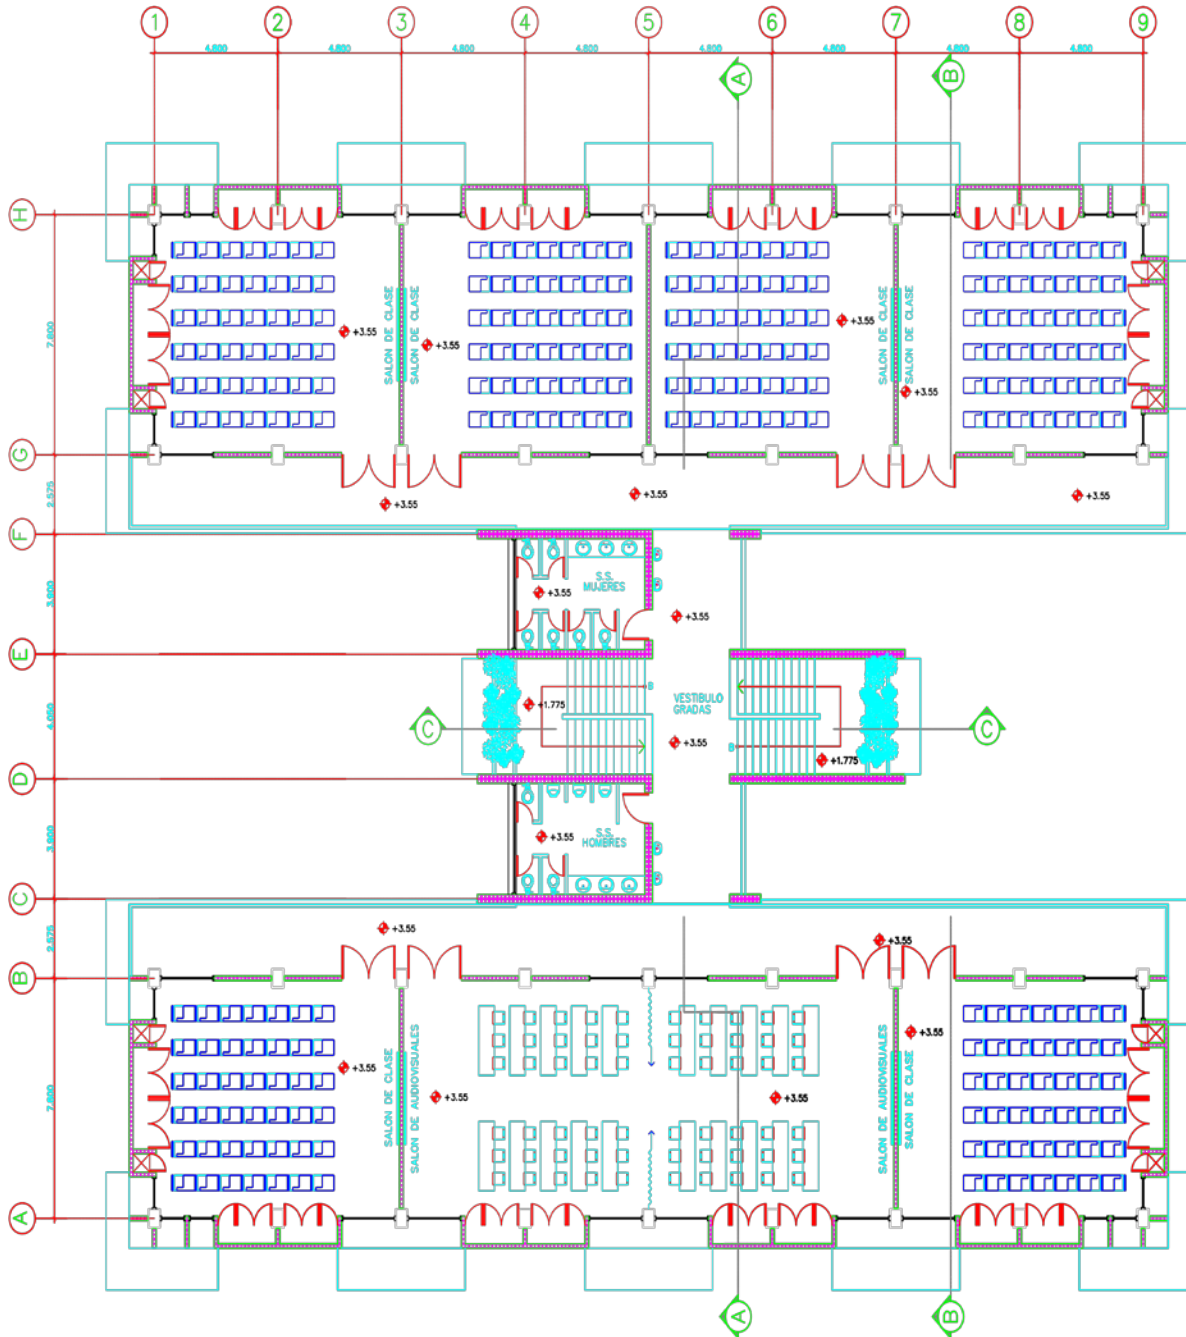 1 2 3 4 5 6 7 8 9
4.800 4.800 4.800 4.800 4.800 4.800 4.800 4.800
A B
H
7.800
SALON DE CLASE
SALON DE CLASE
SALON DE CLASE
SALON DE CLASE
+3.55
+3.55
+3.55
+3.55
G
2.575
+3.55
+3.55
+3.55
F
3.900
S.S.
MUJERES
+3.55
+3.55
E
4.050
VESTIBULO
GRADAS
B
+1.775
C
C
+3.55
B
+1.775
D
3.900
S.S.
HOMBRES
+3.55
C
2.575
+3.55
+3.55
B
7.800
SALON DE CLASE
SALON DE AUDIOVISUALES
SALON DE AUDIOVISUALES
SALON DE CLASE
+3.55
+3.55
+3.55
+3.55
A
A B